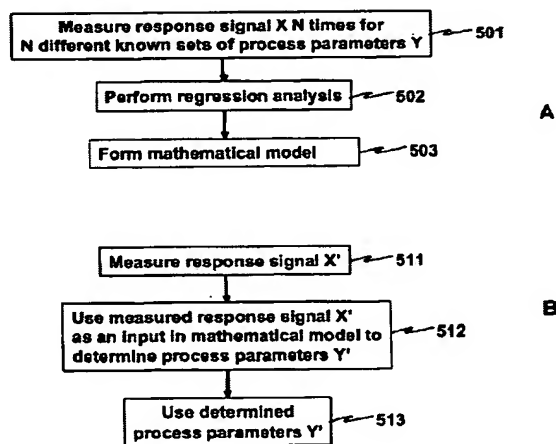 Measure response signal X N times for
N different known sets of process parameters Y
501
Perform regression analysis
502
A
Form mathematical model
503
Measure response signal X'
511
B
Use measured response signal X'
as an input in mathematical model to
determine process parameters Y'
512
Use determined
process parameters Y'
513